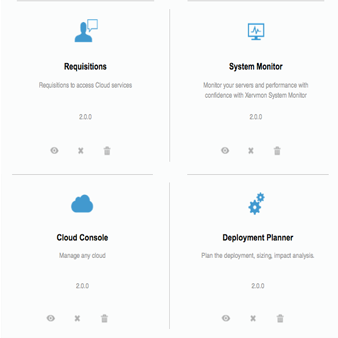 Requisitions
Requisitions to access Cloud services
2.0.0
System Monitor
Monitor your servers and performance with
confidence with Xervmon System Monitor
2.0.0
Cloud Console
Manage any cloud
2.0.0
Deployment Planner
Plan the deployment, sizing, impact analysis.
2.0.0